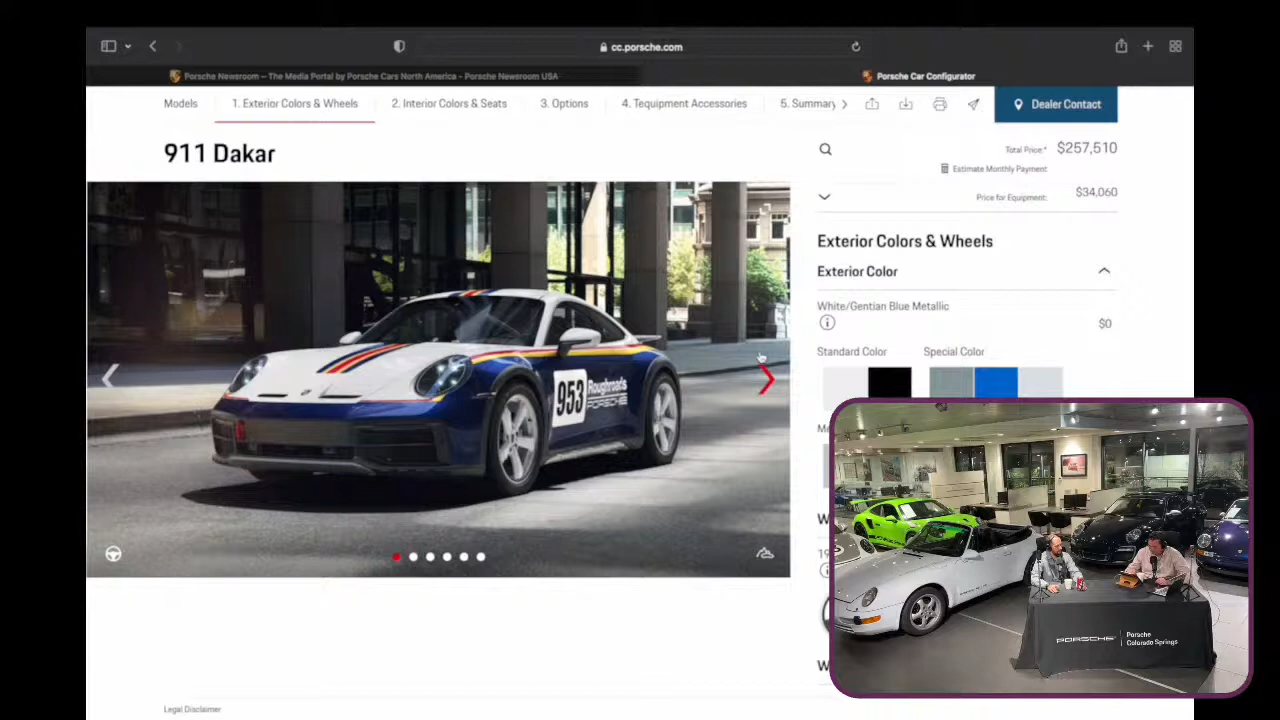 cc.porsche.com
Porsche Newsroom – The Media Portal by Porsche Cars North America - Porsche Newsroom USA
Porsche Car Configurator
Models
1. Exterior Colors & Wheels
2. Interior Colors & Seats
3. Options
4. Tequipment Accessories
5. Summary
Dealer Contact
911 Dakar
Total Price:* $257,510
Estimate Monthly Payment
Price for Equipment: $34,060
Exterior Colors & Wheels
Exterior Color
White/Gentian Blue Metallic
$0
Standard Color
Special Color
953
Roughroads
PORSCHE
PORSCHE
Porsche
Colorado Springs
Legal Disclaimer